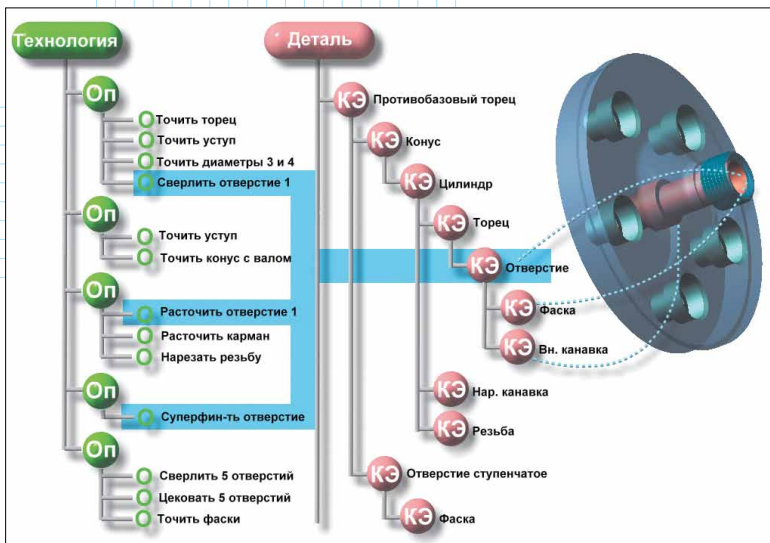 Технология
Оп
О Точить торец
О Точить уступ
О Точить диаметры 3 и 4
О Сверлить отверстие 1
Оп
О Точить уступ
О Точить конус с валом
Оп
О Расточить отверстие 1
О Расточить карман
О Нарезать резьбу
Оп
О Суперфин-ть отверстие
Оп
О Сверлить 5 отверстий
О Цековать 5 отверстий
О Точить фаски
Деталь
КЭ Противобазовый торец
КЭ Конус
КЭ Цилиндр
КЭ Торец
КЭ Отверстие
КЭ Фаска
КЭ Вн. канавка
КЭ Нар. канавка
КЭ Резьба
КЭ Отверстие ступенчатое
КЭ Фаска